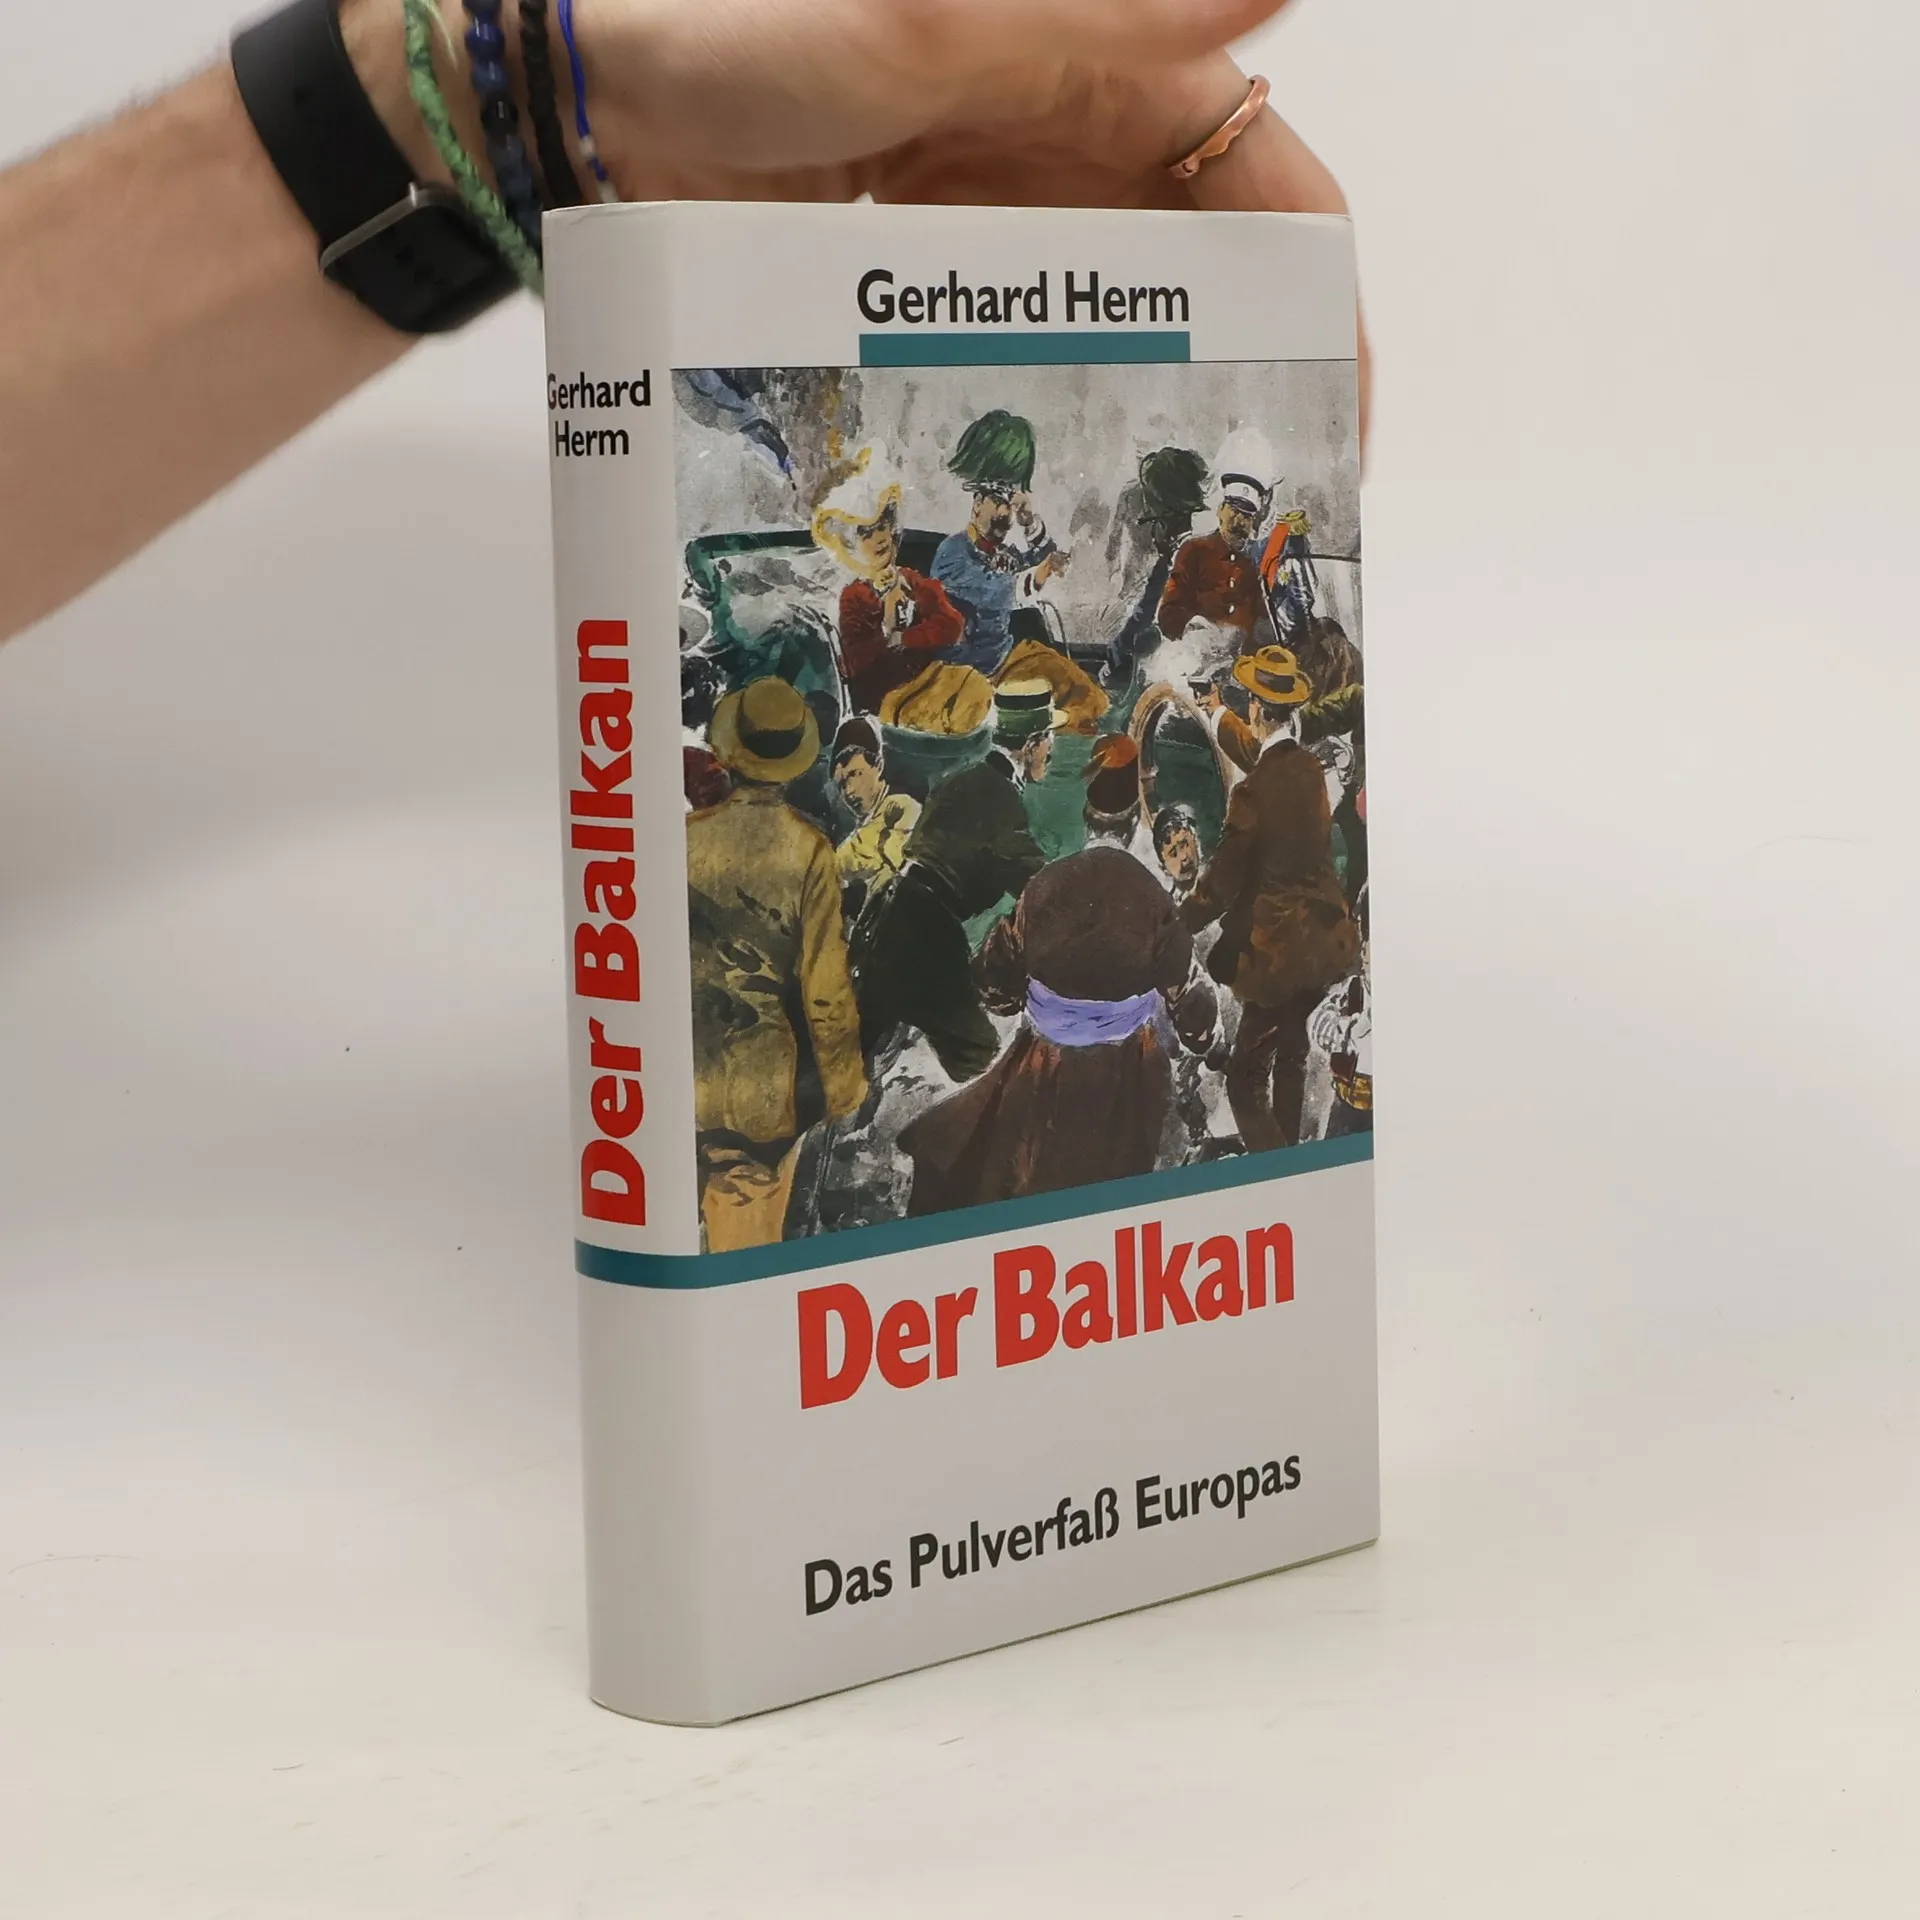 Gerhard Herm
Gerhard
Herm
Der Balkan
Der Balkan
Das Pulverfaß Europas